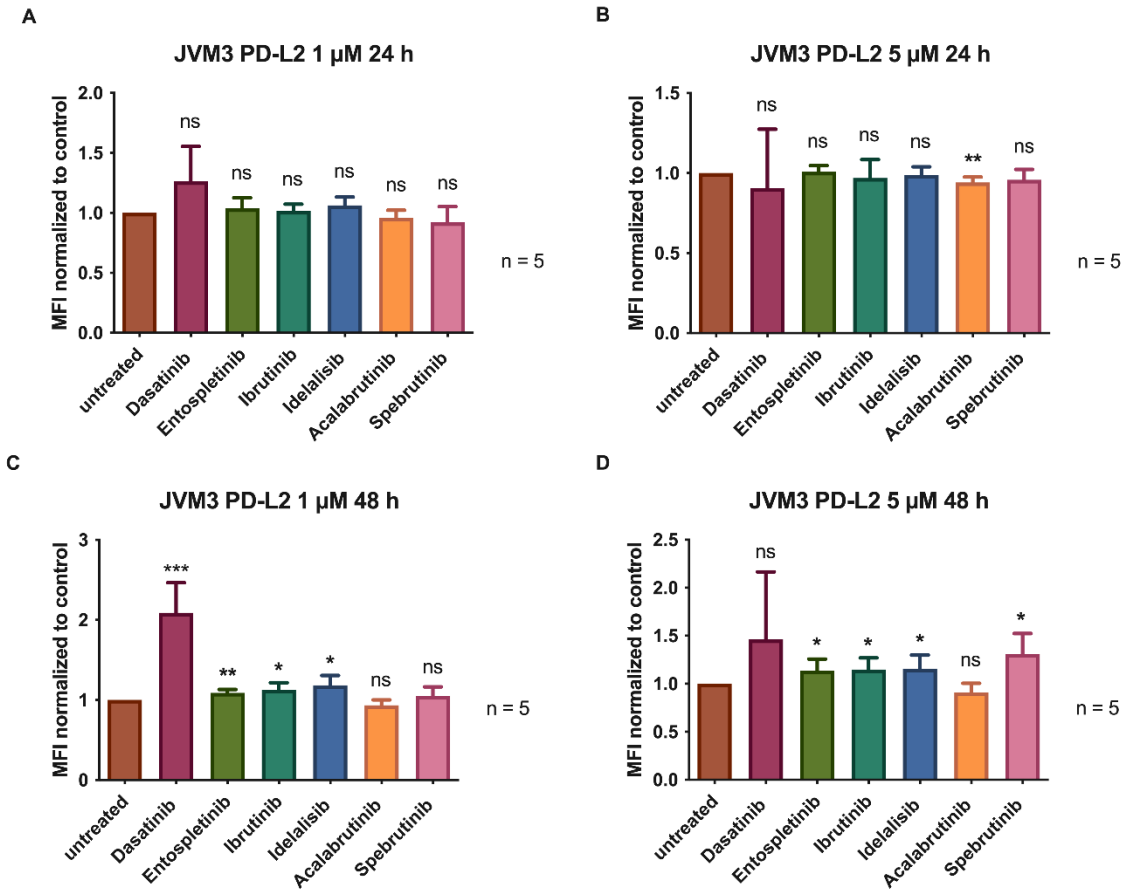 A
JVM3 PD-L2 1 µM 24 h
MFI normalized to control
2.0
1.5
1.0
0.5
0.0
ns
ns
ns
ns
ns
ns
n = 5
untreated
Dasatinib
Entospletinib
Ibrutinib
Idelalisib
Acalabrutinib
Spebrutinib
B
JVM3 PD-L2 5 µM 24 h
MFI normalized to control
1.5
1.0
0.5
0.0
ns
ns
ns
ns
**
ns
n = 5
untreated
Dasatinib
Entospletinib
Ibrutinib
Idelalisib
Acalabrutinib
Spebrutinib
C
JVM3 PD-L2 1 µM 48 h
MFI normalized to control
3
2
1
0
***
**
*
*
ns
ns
n = 5
untreated
Dasatinib
Entospletinib
Ibrutinib
Idelalisib
Acalabrutinib
Spebrutinib
D
JVM3 PD-L2 5 µM 48 h
MFI normalized to control
2.5
2.0
1.5
1.0
0.5
0.0
ns
*
*
*
ns
*
n = 5
untreated
Dasatinib
Entospletinib
Ibrutinib
Idelalisib
Acalabrutinib
Spebrutinib